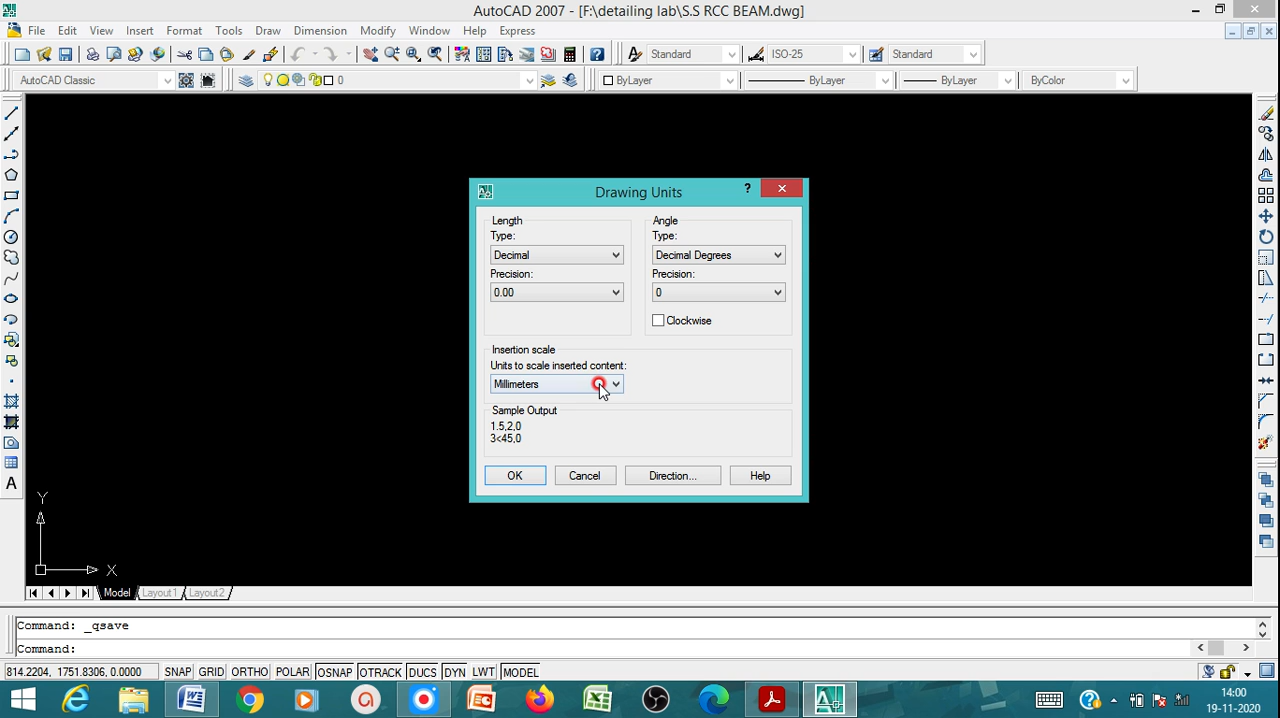 AutoCAD 2007 - [F:\detailing lab\S.S RCC BEAM.dwg]
File Edit View Insert Format Tools Draw Dimension Modify Window Help Express
Standard ISO-25 Standard
AutoCAD Classic 0 ByLayer ByLayer ByLayer ByColor
Drawing Units ?
Length Angle
Type: Type:
Decimal Decimal Degrees
Precision: Precision:
0.00 0
Clockwise
Insertion scale
Units to scale inserted content:
Millimeters
Sample Output
1.5,2,0
3<45,0
OK Cancel Direction... Help
Y
X
Model Layout1 Layout2
Command: _qsave
Command:
814.2204, 1751.8306, 0.0000 SNAP GRID ORTHO POLAR OSNAP OTRACK DUCS DYN LWT MODEL
14:00
19-11-2020